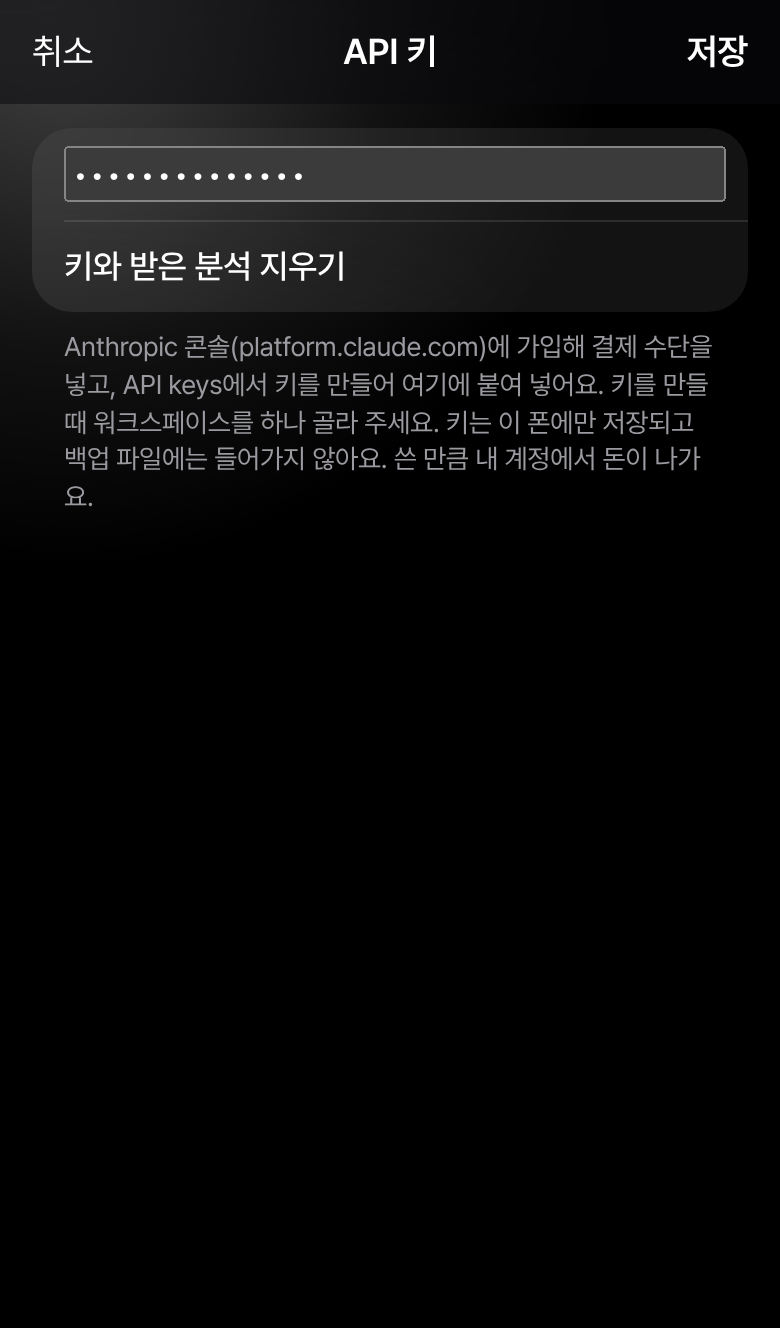 취소
API 키
저장
••••••••••••••
키와 받은 분석 지우기
Anthropic 콘솔(platform.claude.com)에 가입해 결제 수단을
넣고, API keys에서 키를 만들어 여기에 붙여 넣어요. 키를 만들
때 워크스페이스를 하나 골라 주세요. 키는 이 폰에만 저장되고
백업 파일에는 들어가지 않아요. 쓴 만큼 내 계정에서 돈이 나가
요.